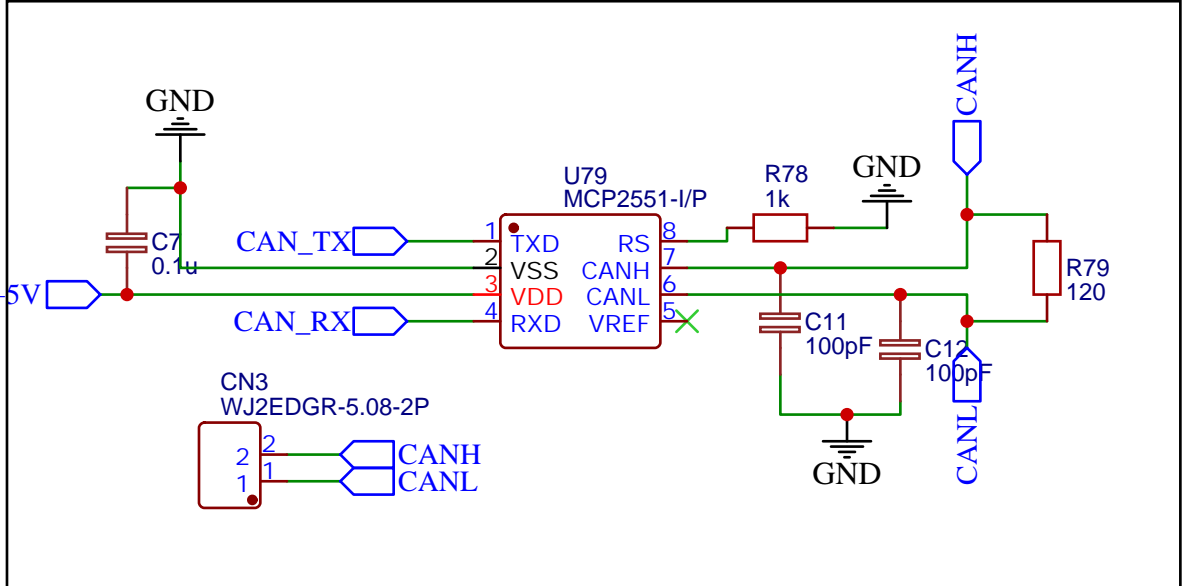 GND
C7
0.1u
5V
CAN_TX
CAN_RX
U79
MCP2551-I/P
1
TXD
2
VSS
3
VDD
4
RXD
8
RS
7
CANH
6
CANL
5
VREF
R78
1k
GND
CANH
R79
120
C11
100pF
C12
100pF
GND
CANL
CN3
WJ2EDGR-5.08-2P
2
2
CANH
1
1
CANL